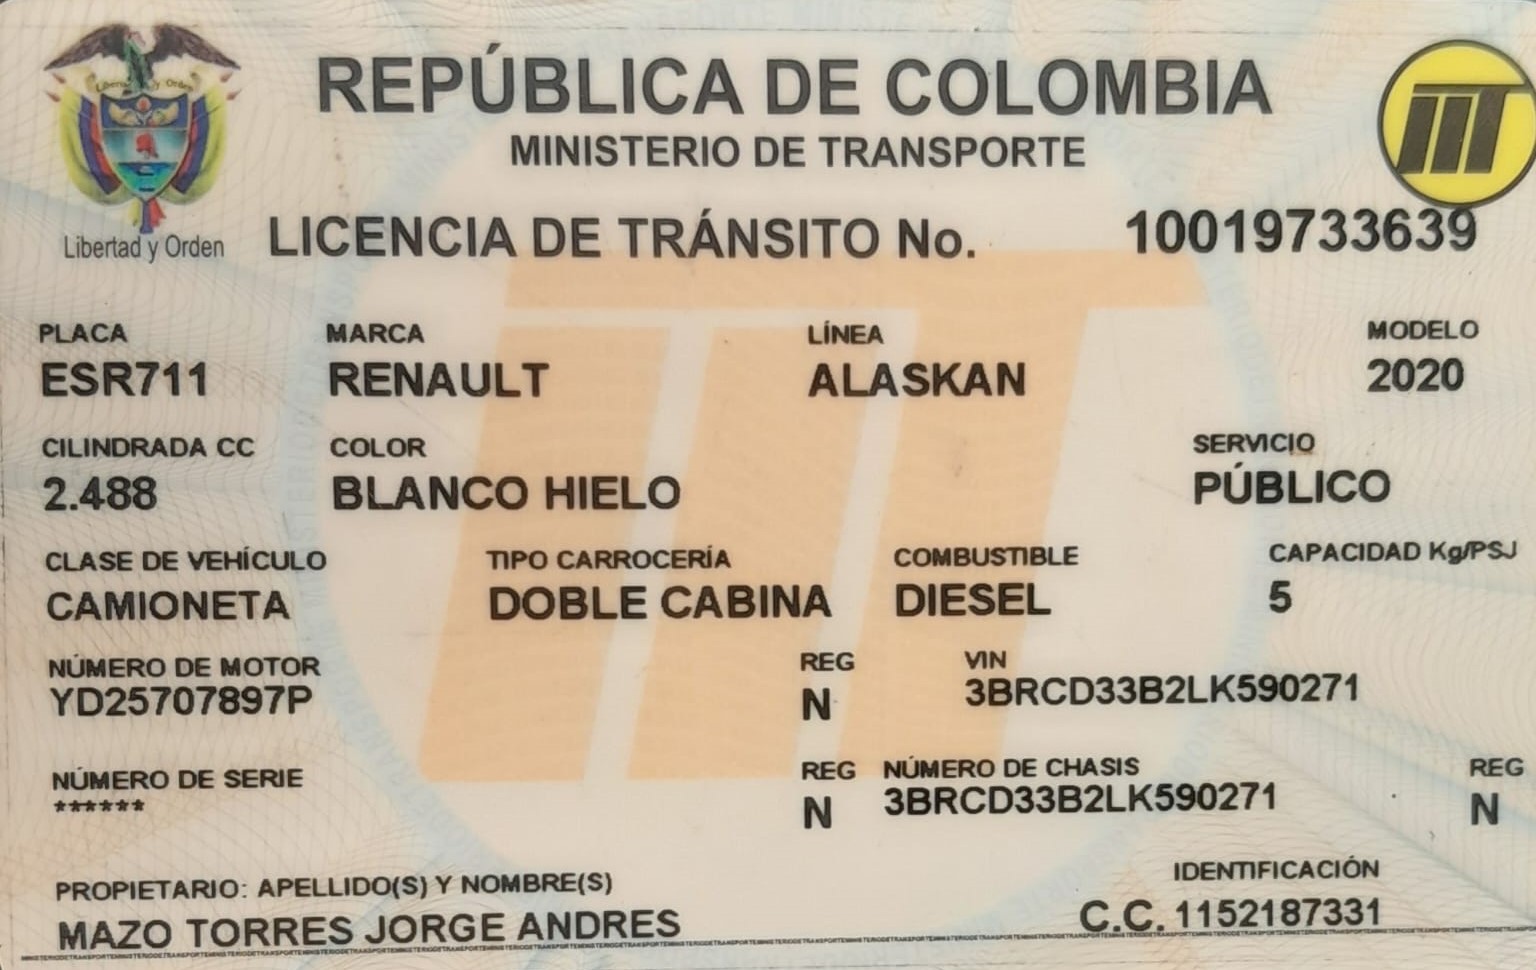 REPÚBLICA DE COLOMBIA
MINISTERIO DE TRANSPORTE
Libertad y Orden
Libertad y Orden
LICENCIA DE TRÁNSITO No. 10019733639
PLACA MARCA LÍNEA MODELO
ESR711 RENAULT ALASKAN 2020
CILINDRADA CC COLOR SERVICIO
2.488 BLANCO HIELO PÚBLICO
CLASE DE VEHÍCULO TIPO CARROCERÍA COMBUSTIBLE CAPACIDAD Kg/PSJ
CAMIONETA DOBLE CABINA DIESEL 5
NÚMERO DE MOTOR REG VIN
YD25707897P N 3BRCD33B2LK590271
NÚMERO DE SERIE REG NÚMERO DE CHASIS REG
****** N 3BRCD33B2LK590271 N
PROPIETARIO: APELLIDO(S) Y NOMBRE(S) IDENTIFICACIÓN
MAZO TORRES JORGE ANDRES C.C. 1152187331